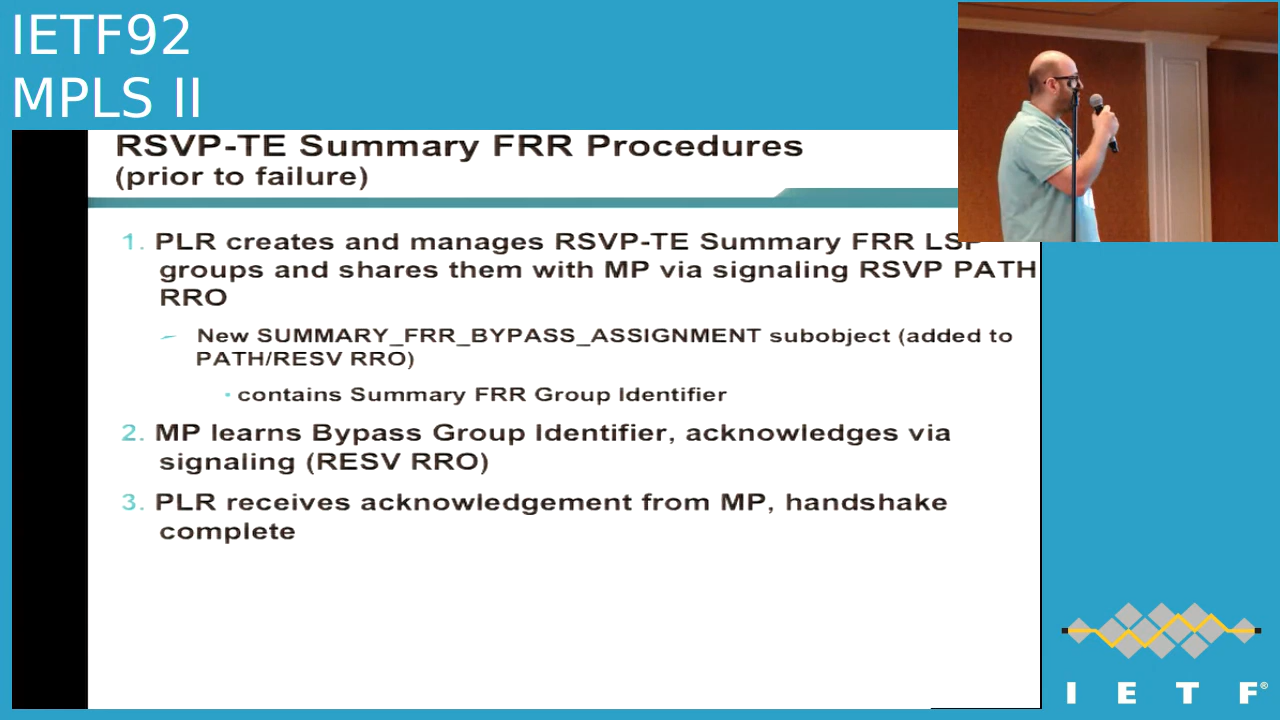 IETF92
MPLS II
RSVP-TE Summary FRR Procedures
(prior to failure)
1. PLR creates and manages RSVP-TE Summary FRR LSP
groups and shares them with MP via signaling RSVP PATH
RRO
– New SUMMARY_FRR_BYPASS_ASSIGNMENT subobject (added to
PATH/RESV RRO)
· contains Summary FRR Group Identifier
2. MP learns Bypass Group Identifier, acknowledges via
signaling (RESV RRO)
3. PLR receives acknowledgement from MP, handshake
complete
I E T F®